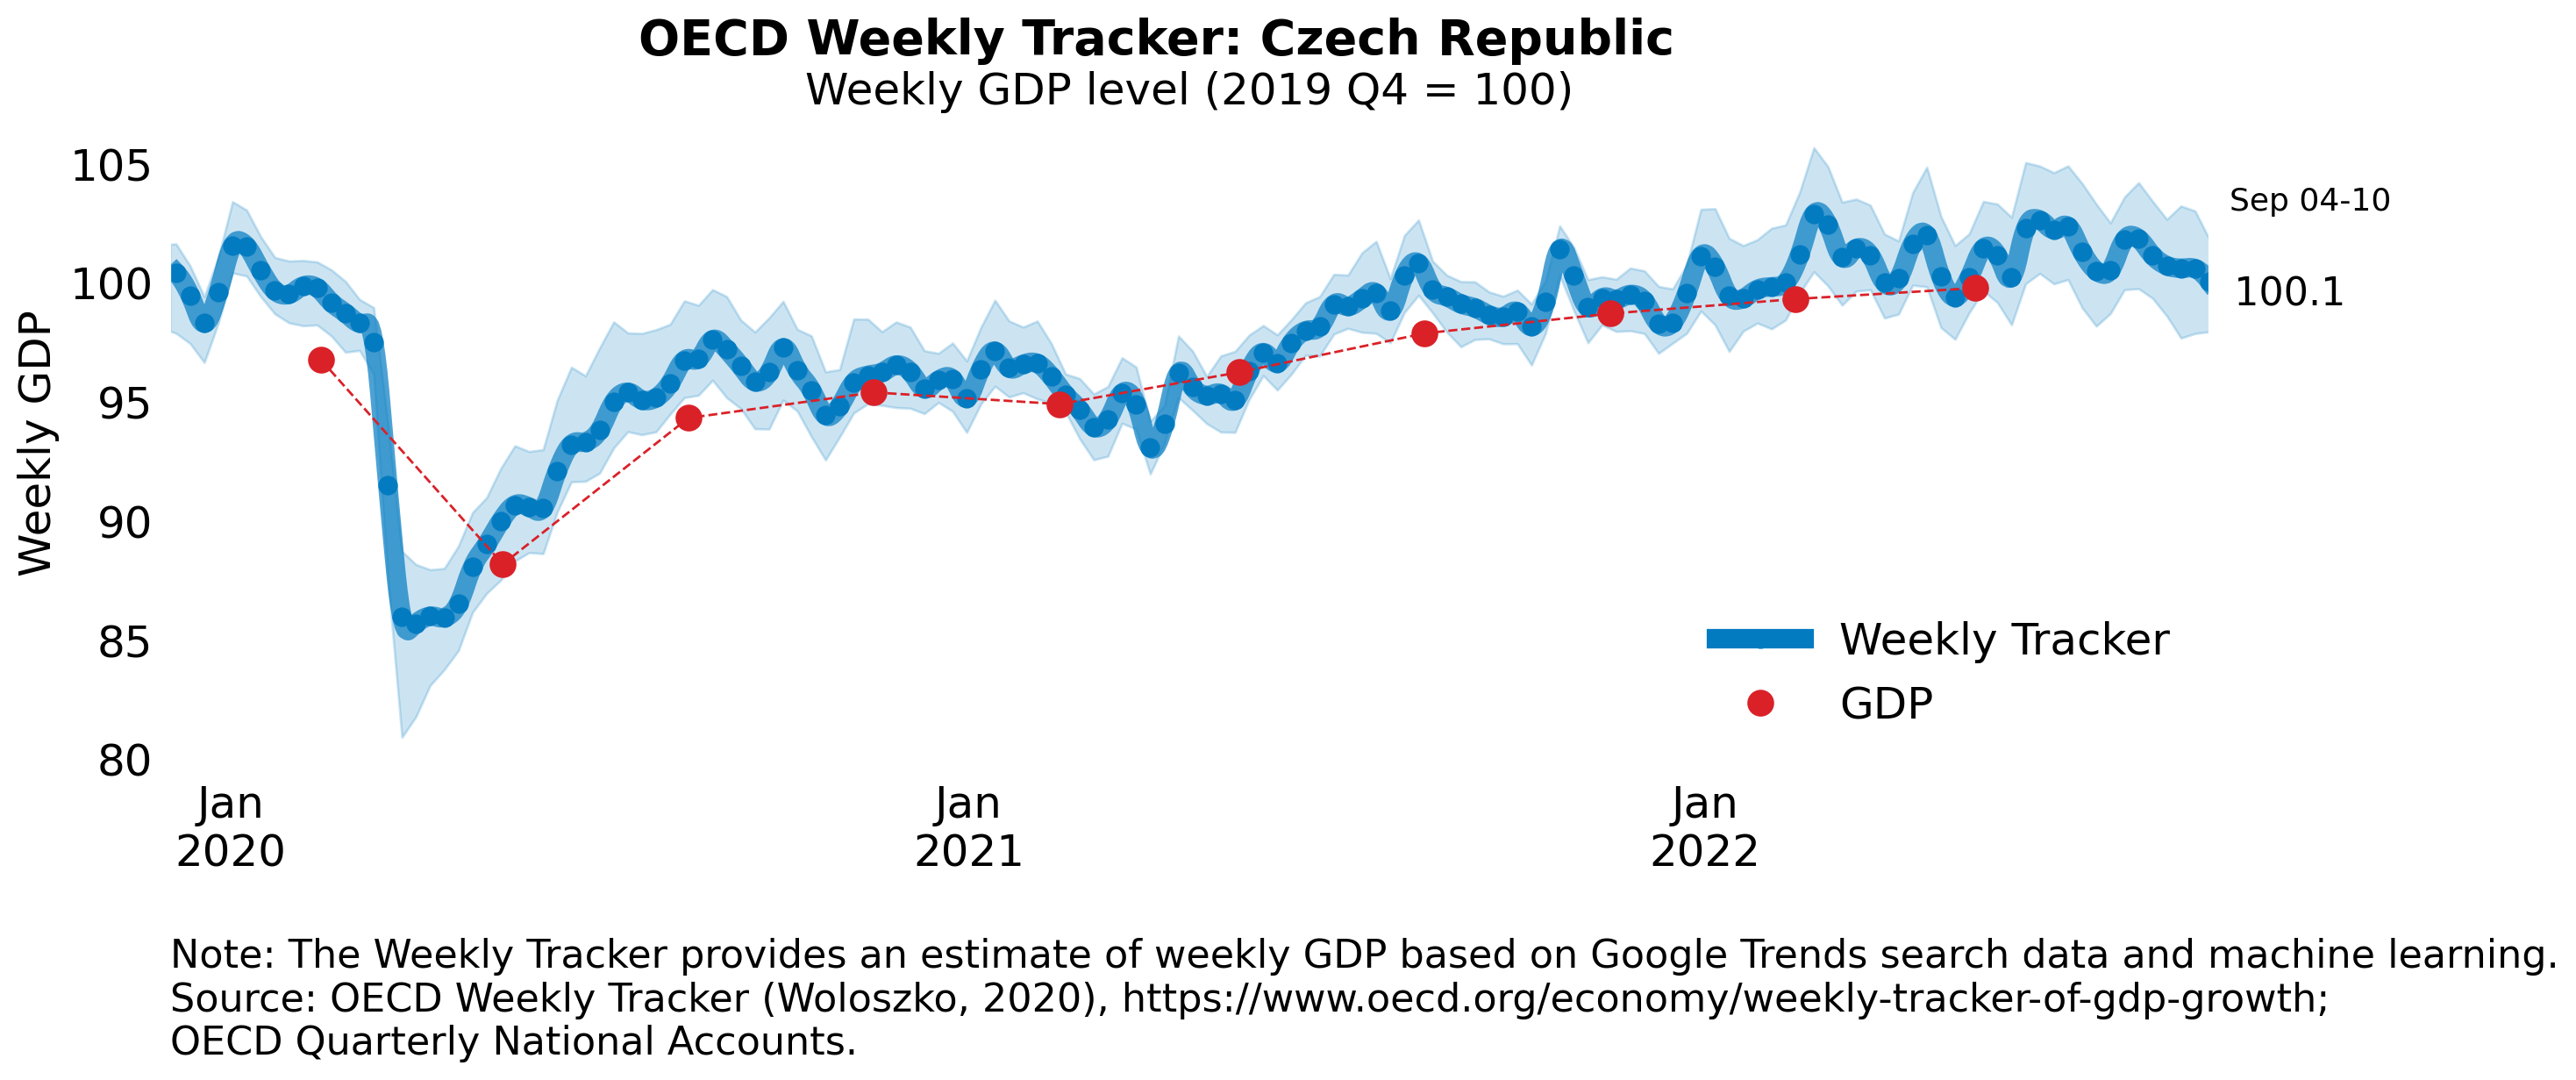 OECD Weekly Tracker: Czech Republic
Weekly GDP level (2019 Q4 = 100)
Weekly GDP
105
100
95
90
85
80
Sep 04-10
100.1
Weekly Tracker
GDP
Jan
2020
Jan
2021
Jan
2022
Note: The Weekly Tracker provides an estimate of weekly GDP based on Google Trends search data and machine learning.
Source: OECD Weekly Tracker (Woloszko, 2020), https://www.oecd.org/economy/weekly-tracker-of-gdp-growth;
OECD Quarterly National Accounts.